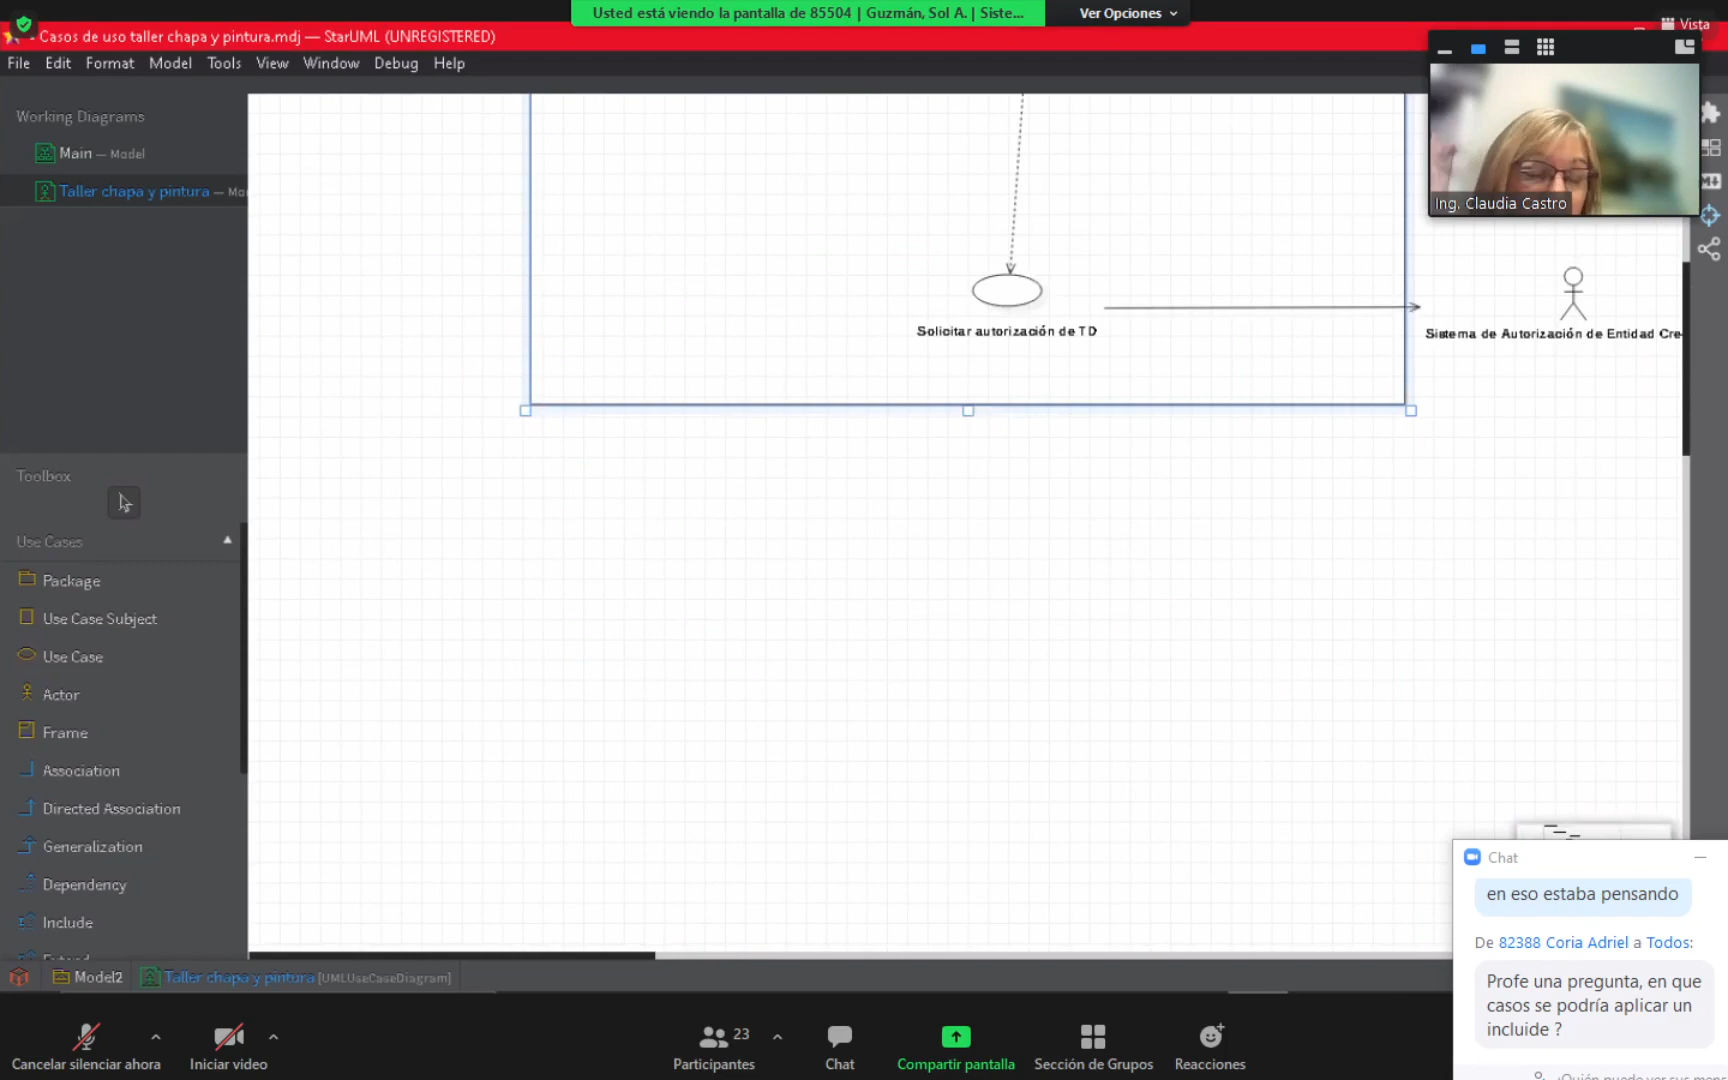 Usted está viendo la pantalla de 85504 | Guzmán, Sol A. | Siste...
Ver Opciones
Vista
- Casos de uso taller chapa y pintura.mdj — StarUML (UNREGISTERED)
File Edit Format Model Tools View Window Debug Help
Working Diagrams
Main — Model
Taller chapa y pintura — Mo
Ing. Claudia Castro
Solicitar autorización de TD
Sistema de Autorización de Entidad Cre
Toolbox
Use Cases
Package
Use Case Subject
Use Case
Actor
Frame
Association
Directed Association
Generalization
Dependency
Include
Extend
Model2
Taller chapa y pintura [UMLUseCaseDiagram]
Chat
en eso estaba pensando
De 82388 Coria Adriel a Todos:
Profe una pregunta, en que
casos se podría aplicar un
incluide ?
23
Cancelar silenciar ahora
Iniciar video
Participantes
Chat
Compartir pantalla
Sección de Grupos
Reacciones